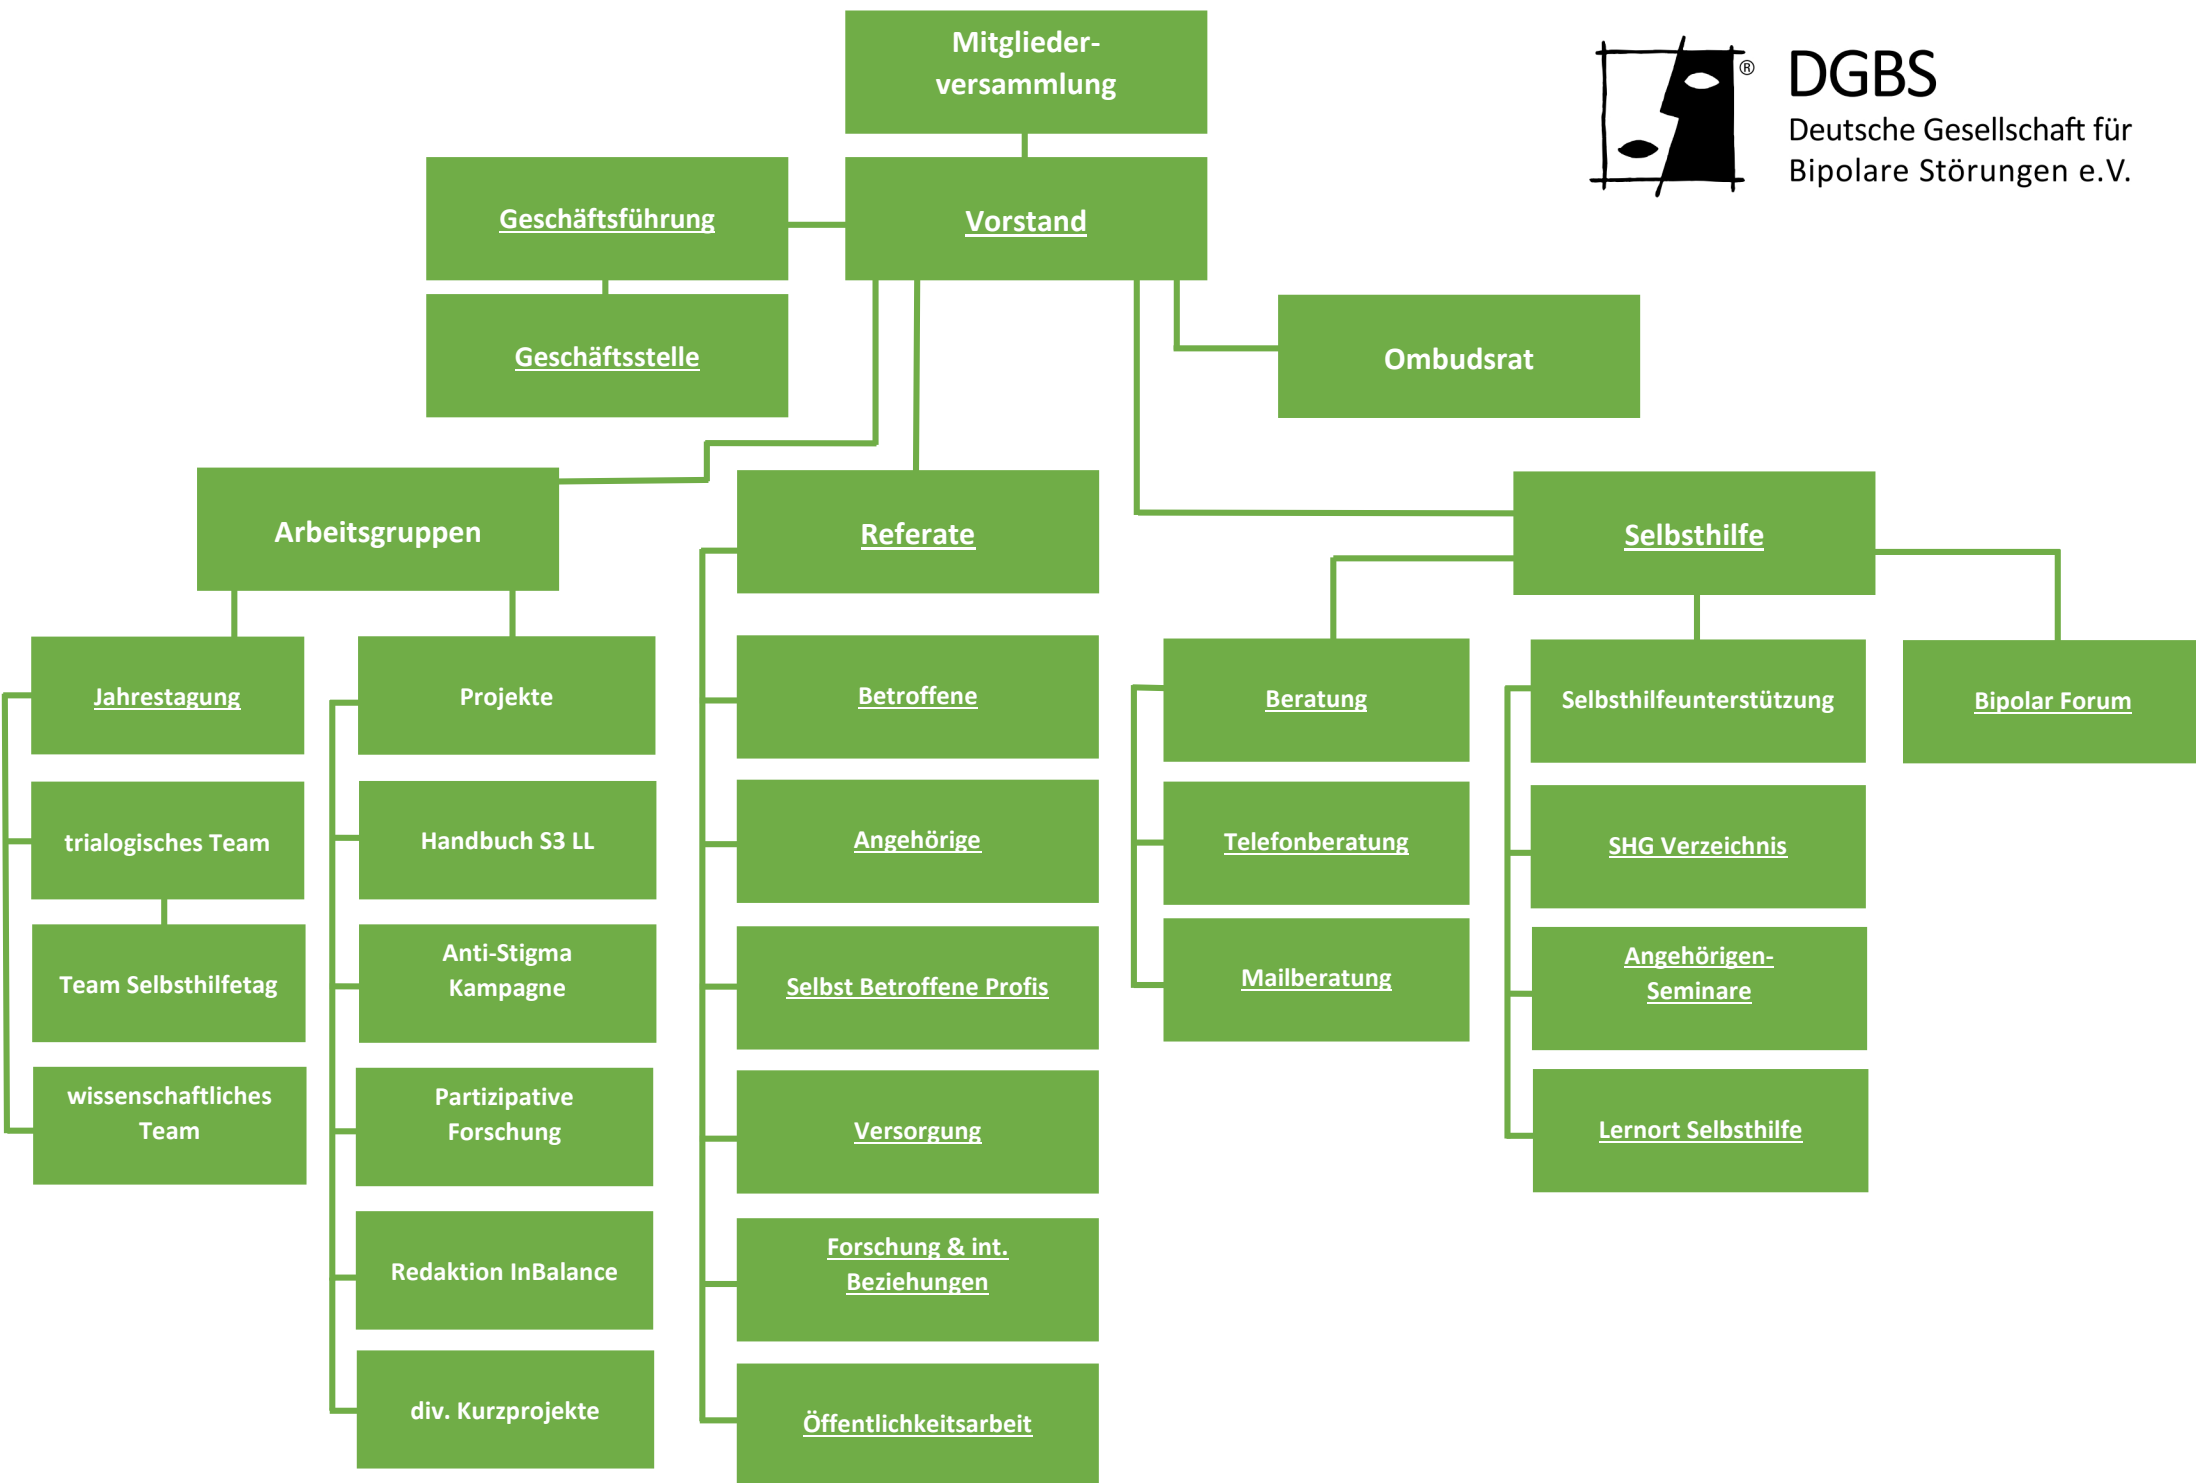 Mitglieder-
versammlung
®
DGBS
Deutsche Gesellschaft für
Bipolare Störungen e.V.
Geschäftsführung
Vorstand
Geschäftsstelle
Ombudsrat
Arbeitsgruppen
Referate
Selbsthilfe
Jahrestagung
trialogisches Team
Team Selbsthilfetag
wissenschaftliches
Team
Projekte
Handbuch S3 LL
Anti-Stigma
Kampagne
Partizipative
Forschung
Redaktion InBalance
div. Kurzprojekte
Betroffene
Angehörige
Selbst Betroffene Profis
Versorgung
Forschung & int.
Beziehungen
Öffentlichkeitsarbeit
Beratung
Telefonberatung
Mailberatung
Selbsthilfeunterstützung
SHG Verzeichnis
Angehörigen-
Seminare
Lernort Selbsthilfe
Bipolar Forum